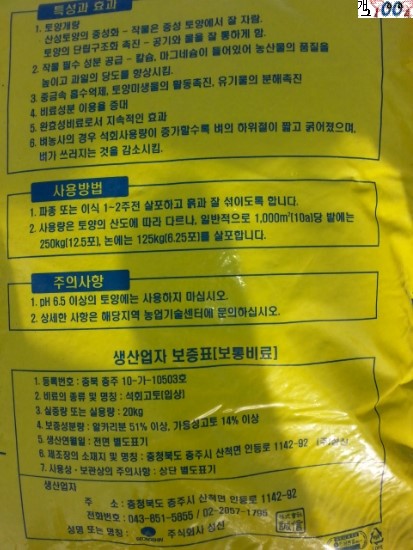 특성과 효과
1. 토양개량
산성토양의 중성화 - 작물은 중성 토양에서 잘 자람.
토양의 단립구조화 촉진 - 공기와 물을 잘 통하게 함.
2. 작물 필수 성분 공급 - 칼슘, 마그네슘이 들어있어 농산물의 품질을
높이고 과일의 당도를 향상시킴.
3. 중금속 흡수억제, 토양미생물의 활동촉진, 유기물의 분해촉진
4. 비료성분 이용율 증대
5. 완효성비료로서 지속적인 효과
6. 벼농사의 경우 석회사용량이 증가할수록 벼의 하위절이 짧고 굵어졌으며,
벼가 쓰러지는 것을 감소시킴.
사용방법
1. 파종 또는 이식 1-2주전 살포하고 흙과 잘 섞이도록 합니다.
2. 사용량은 토양의 산도에 따라 다르나, 일반적으로 1,000㎡(10a)당 밭에는
250kg(12.5포), 논에는 125kg(6.25포)를 살포합니다.
주의사항
1. pH 6.5 이상의 토양에는 사용하지 마십시오.
2. 상세한 사항은 해당지역 농업기술센터에 문의하십시오.
생산업자 보증표[보통비료]
1. 등록번호 : 충북 충주 10-가-10503호
2. 비료의 종류 및 명칭 : 석회고토(입상)
3. 실중량 또는 실용량 : 20kg
4. 보증성분량 : 알카리분 51% 이상, 가용성고토 14% 이상
5. 생산연월일 : 전면 별도표기
6. 제조장의 소재지 및 명칭 : 충청북도 충주시 산척면 인등로 1142-92
7. 사용상·보관상의 주의사항 : 상단 별도표기
생산업자
주 소 : 충청북도 충주시 산척면 인등로 1142-92
전화번호 : 043-851-5855 / 02-2057-1795
성명 또는 명칭 : 주식회사 성신